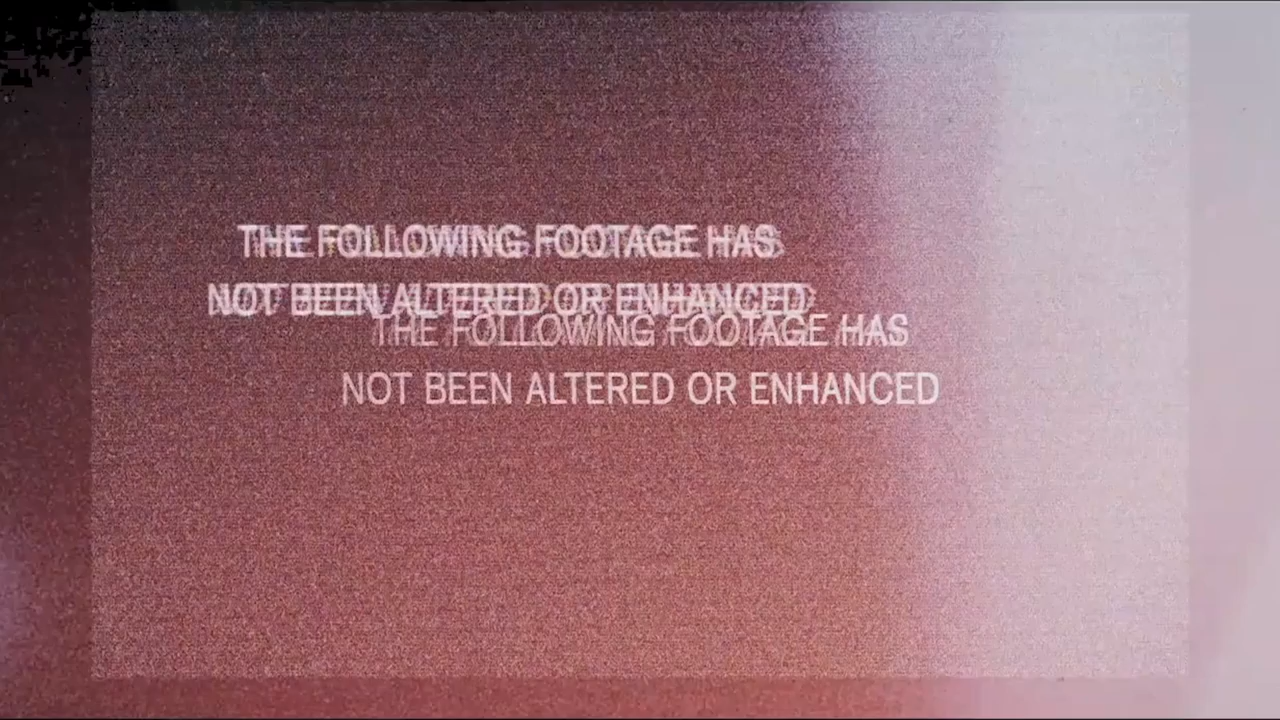 THE FOLLOWING FOOTAGE HAS
NOT BEEN ALTERED OR ENHANCED
THE FOLLOWING FOOTAGE HAS
NOT BEEN ALTERED OR ENHANCED